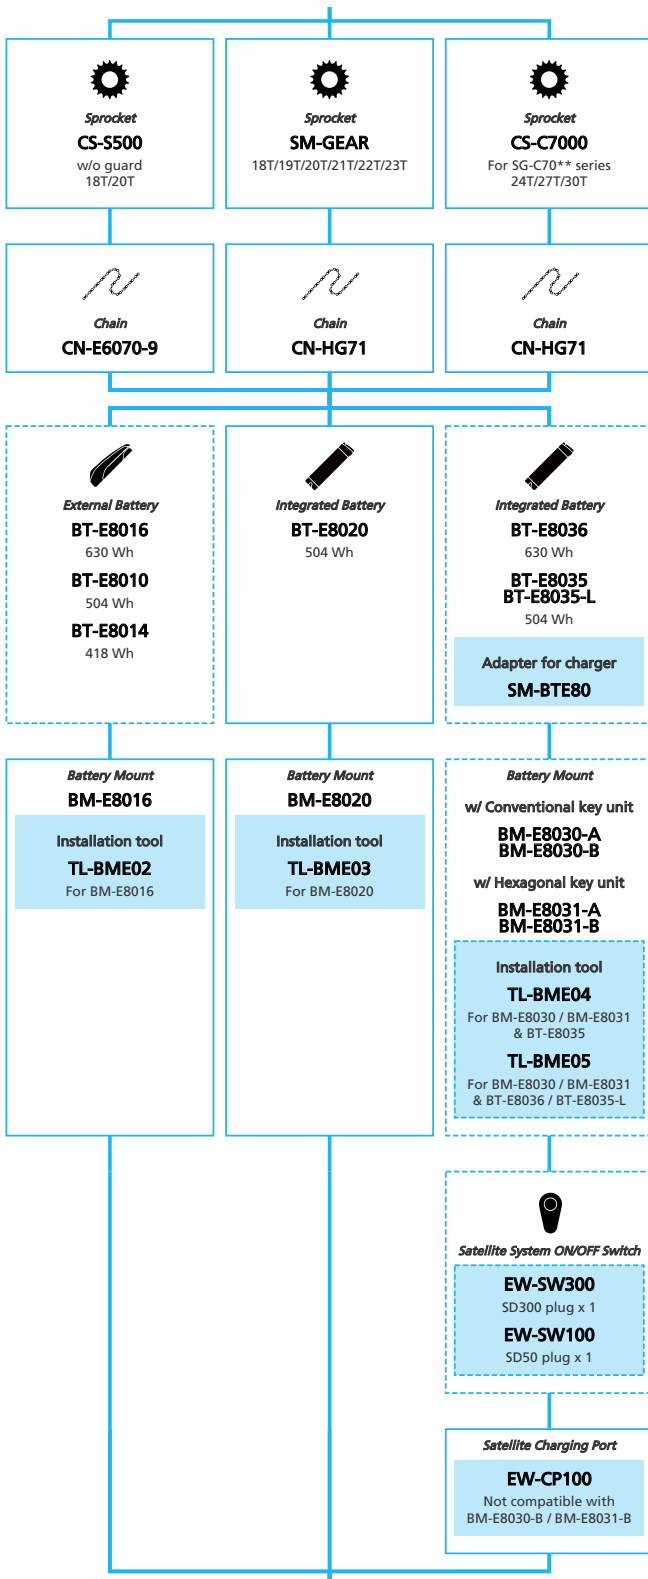 Sprocket
CS-S500
w/o guard
18T/20T
Sprocket
SM-GEAR
18T/19T/20T/21T/22T/23T
Sprocket
CS-C7000
For SG-C70** series
24T/27T/30T
Chain
CN-E6070-9
Chain
CN-HG71
Chain
CN-HG71
External Battery
BT-E8016
630 Wh
BT-E8010
504 Wh
BT-E8014
418 Wh
Integrated Battery
BT-E8020
504 Wh
Integrated Battery
BT-E8036
630 Wh
BT-E8035
BT-E8035-L
504 Wh
Adapter for charger
SM-BTE80
Battery Mount
BM-E8016
Installation tool
TL-BME02
For BM-E8016
Battery Mount
BM-E8020
Installation tool
TL-BME03
For BM-E8020
Battery Mount
w/ Conventional key unit
BM-E8030-A
BM-E8030-B
w/ Hexagonal key unit
BM-E8031-A
BM-E8031-B
Installation tool
TL-BME04
For BM-E8030 / BM-E8031
& BT-E8035
TL-BME05
For BM-E8030 / BM-E8031
& BT-E8036 / BT-E8035-L
Satellite System ON/OFF Switch
EW-SW300
SD300 plug x 1
EW-SW100
SD50 plug x 1
Satellite Charging Port
EW-CP100
Not compatible with
BM-E8030-B / BM-E8031-B